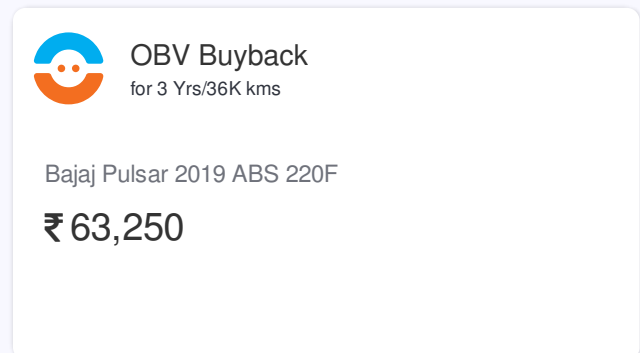 OBV Buyback
for 3 Yrs/36K kms
Bajaj Pulsar 2019 ABS 220F
₹ 63,250